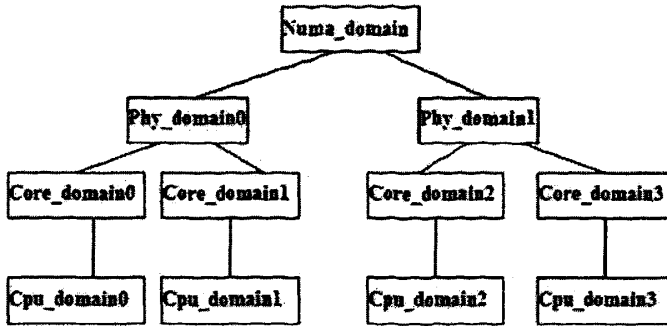 Numa_domain
Phy_domain0
Phy_domain1
Core_domain0
Core_domain1
Core_domain2
Core_domain3
Cpu_domain0
Cpu_domain1
Cpu_domain2
Cpu_domain3